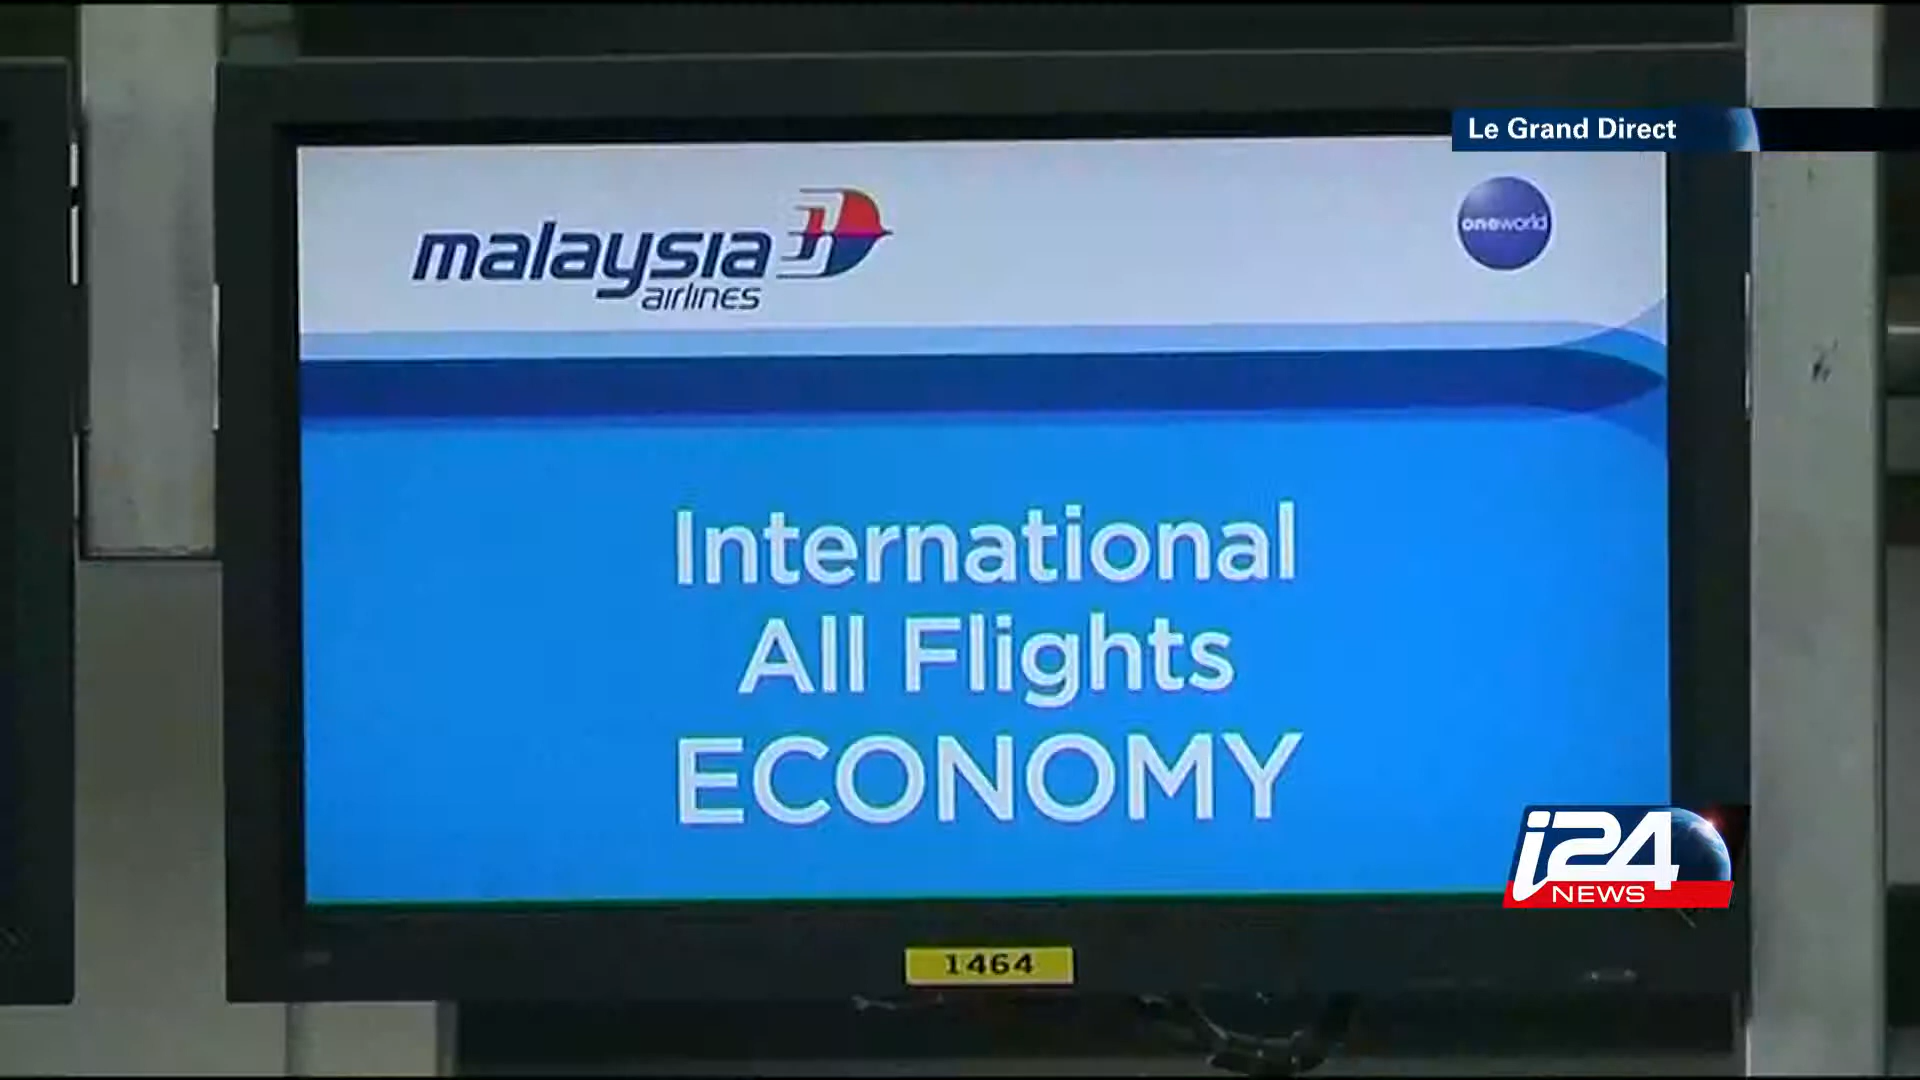 Le Grand Direct
malaysia
airlines
oneworld
International
All Flights
ECONOMY
i24
NEWS
1464